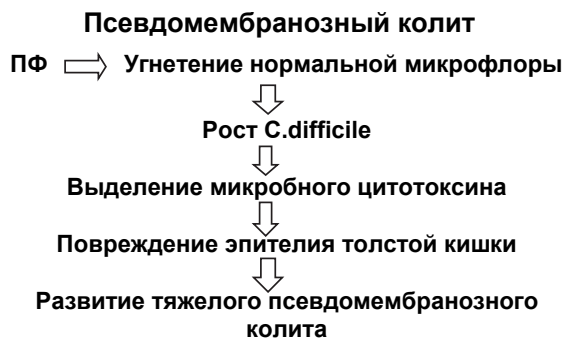 Псевдомембранозный колит
ПФ Угнетение нормальной микрофлоры
Рост C.difficile
Выделение микробного цитотоксина
Повреждение эпителия толстой кишки
Развитие тяжелого псевдомембранозного
колита